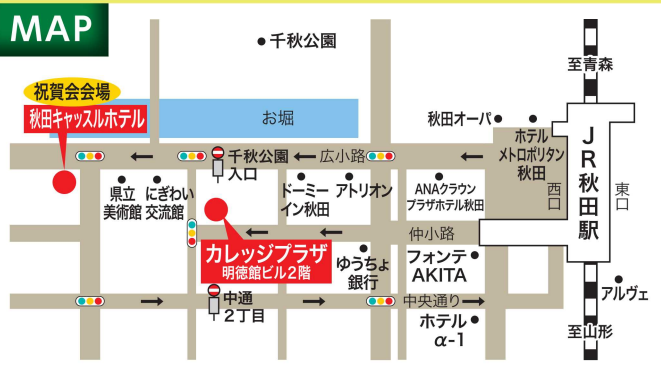 MAP
千秋公園
至青森
祝賀会会場
秋田キャッスルホテル
お堀
秋田オーパ
ホテル
メトロポリタン
秋田
JR秋田駅
西口
東口
千秋公園
入口
広小路
県立
美術館
にぎわい
交流館
ドーミー
イン秋田
アトリオン
ANAクラウン
プラザホテル秋田
仲小路
カレッジプラザ
明徳館ビル2階
ゆうちょ
銀行
フォンテ
AKITA
アルヴェ
中通
2丁目
中央通り
ホテル
α-1
至山形